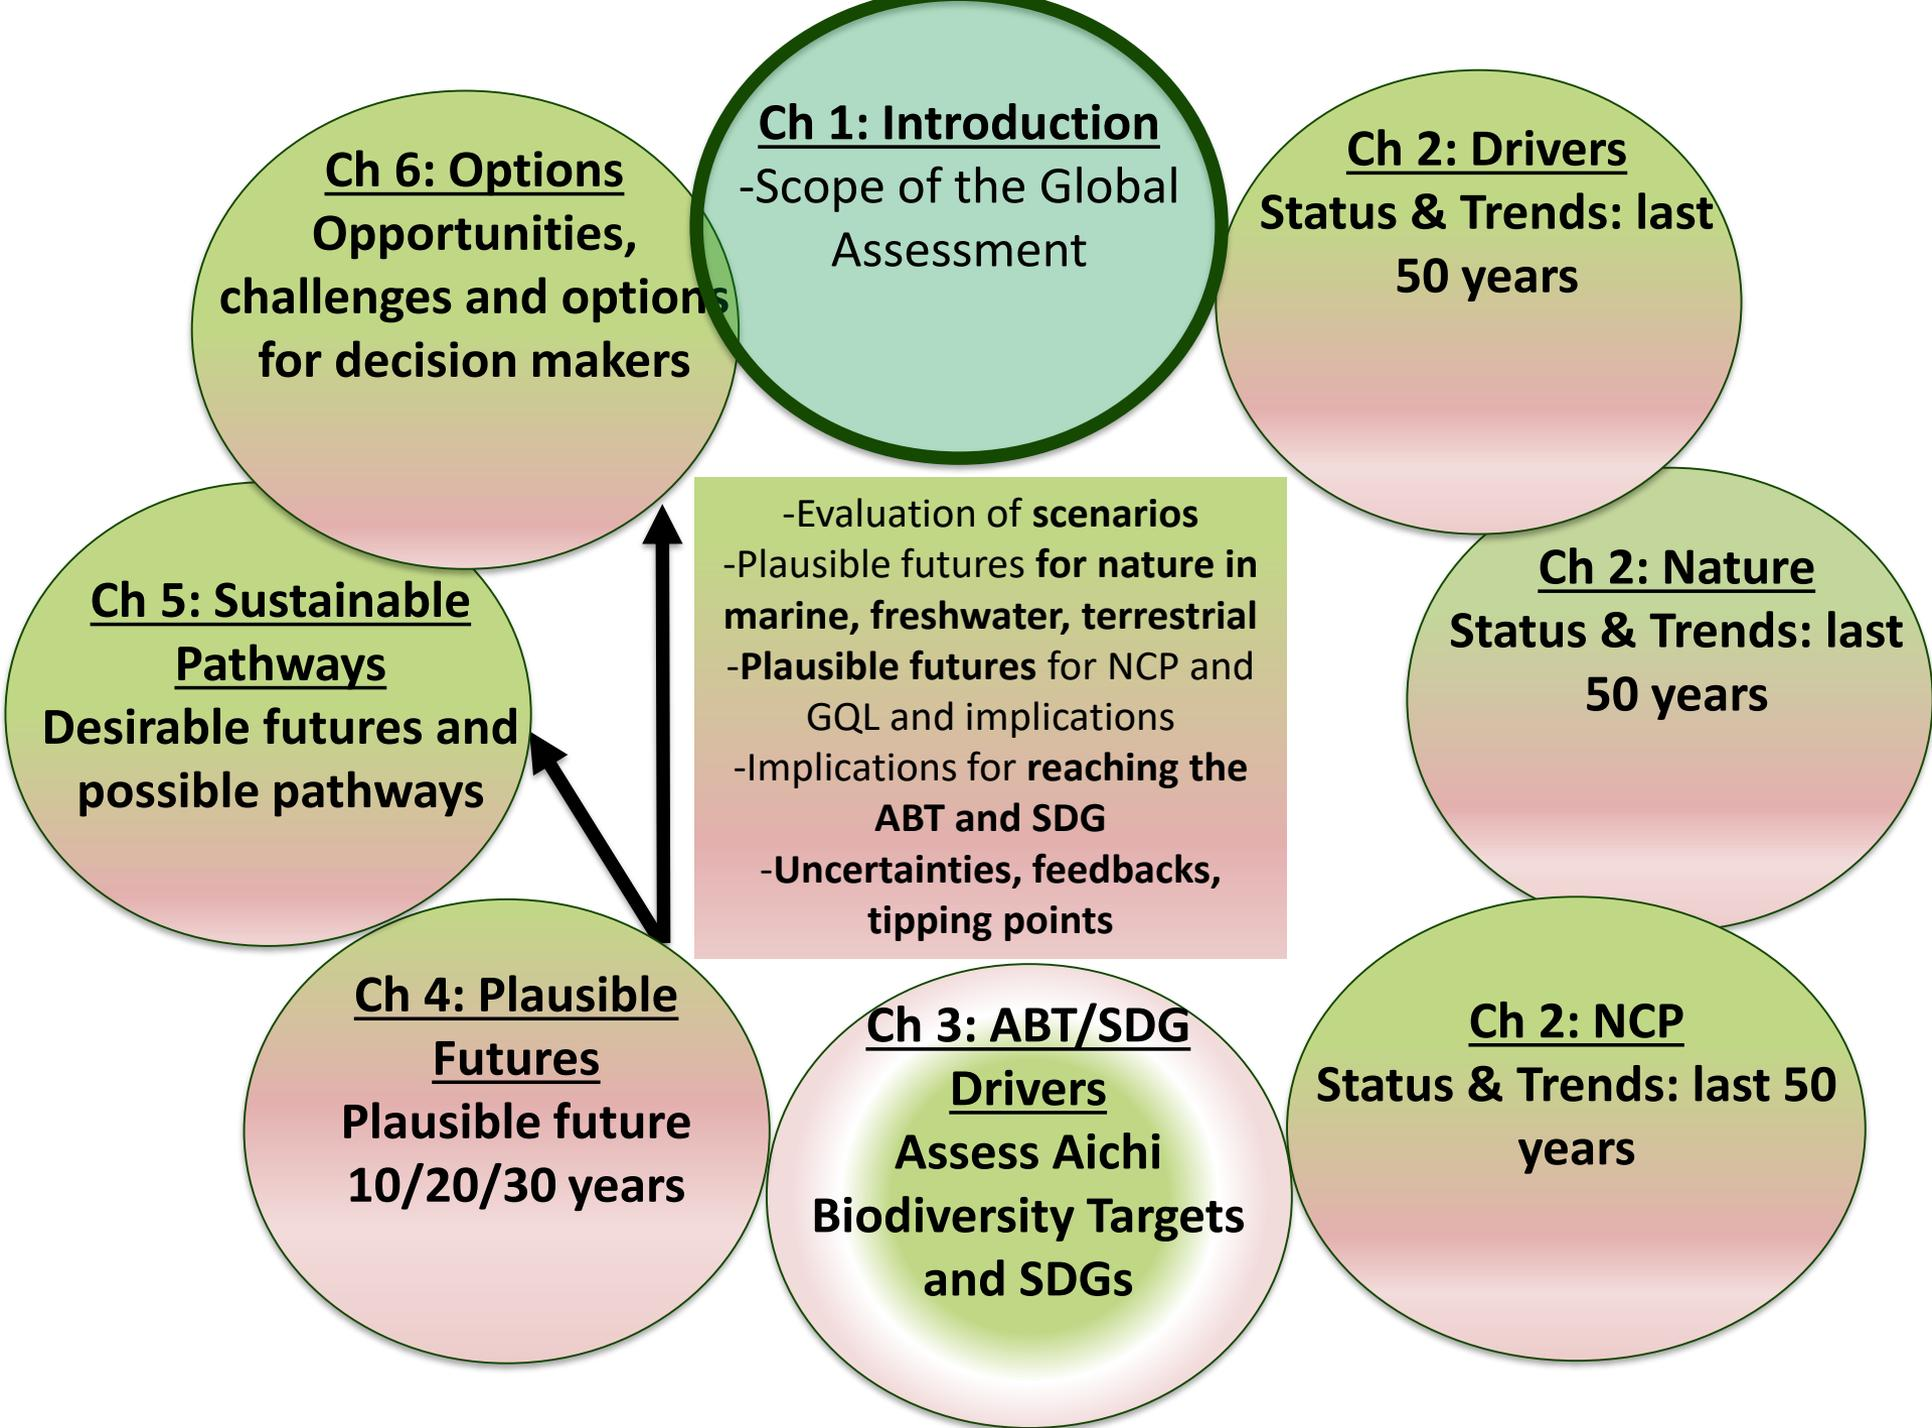 Ch 1: Introduction
-Scope of the Global
Assessment
Ch 2: Drivers
Status & Trends: last
50 years
Ch 2: Nature
Status & Trends: last
50 years
Ch 2: NCP
Status & Trends: last 50
years
Ch 3: ABT/SDG
Drivers
Assess Aichi
Biodiversity Targets
and SDGs
Ch 4: Plausible
Futures
Plausible future
10/20/30 years
Ch 5: Sustainable
Pathways
Desirable futures and
possible pathways
Ch 6: Options
Opportunities,
challenges and options
for decision makers
-Evaluation of scenarios
-Plausible futures for nature in
marine, freshwater, terrestrial
-Plausible futures for NCP and
GQL and implications
-Implications for reaching the
ABT and SDG
-Uncertainties, feedbacks,
tipping points